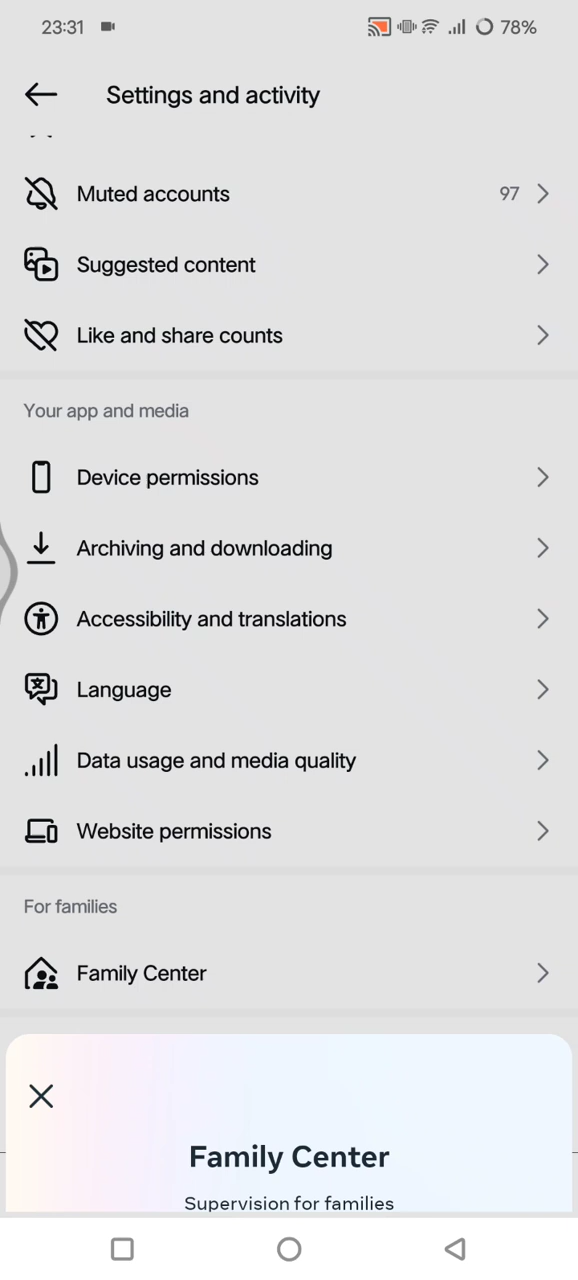 23:31
78%
Settings and activity
Muted accounts 97
Suggested content
Like and share counts
Your app and media
Device permissions
Archiving and downloading
Accessibility and translations
Language
Data usage and media quality
Website permissions
For families
Family Center
Family Center
Supervision for families